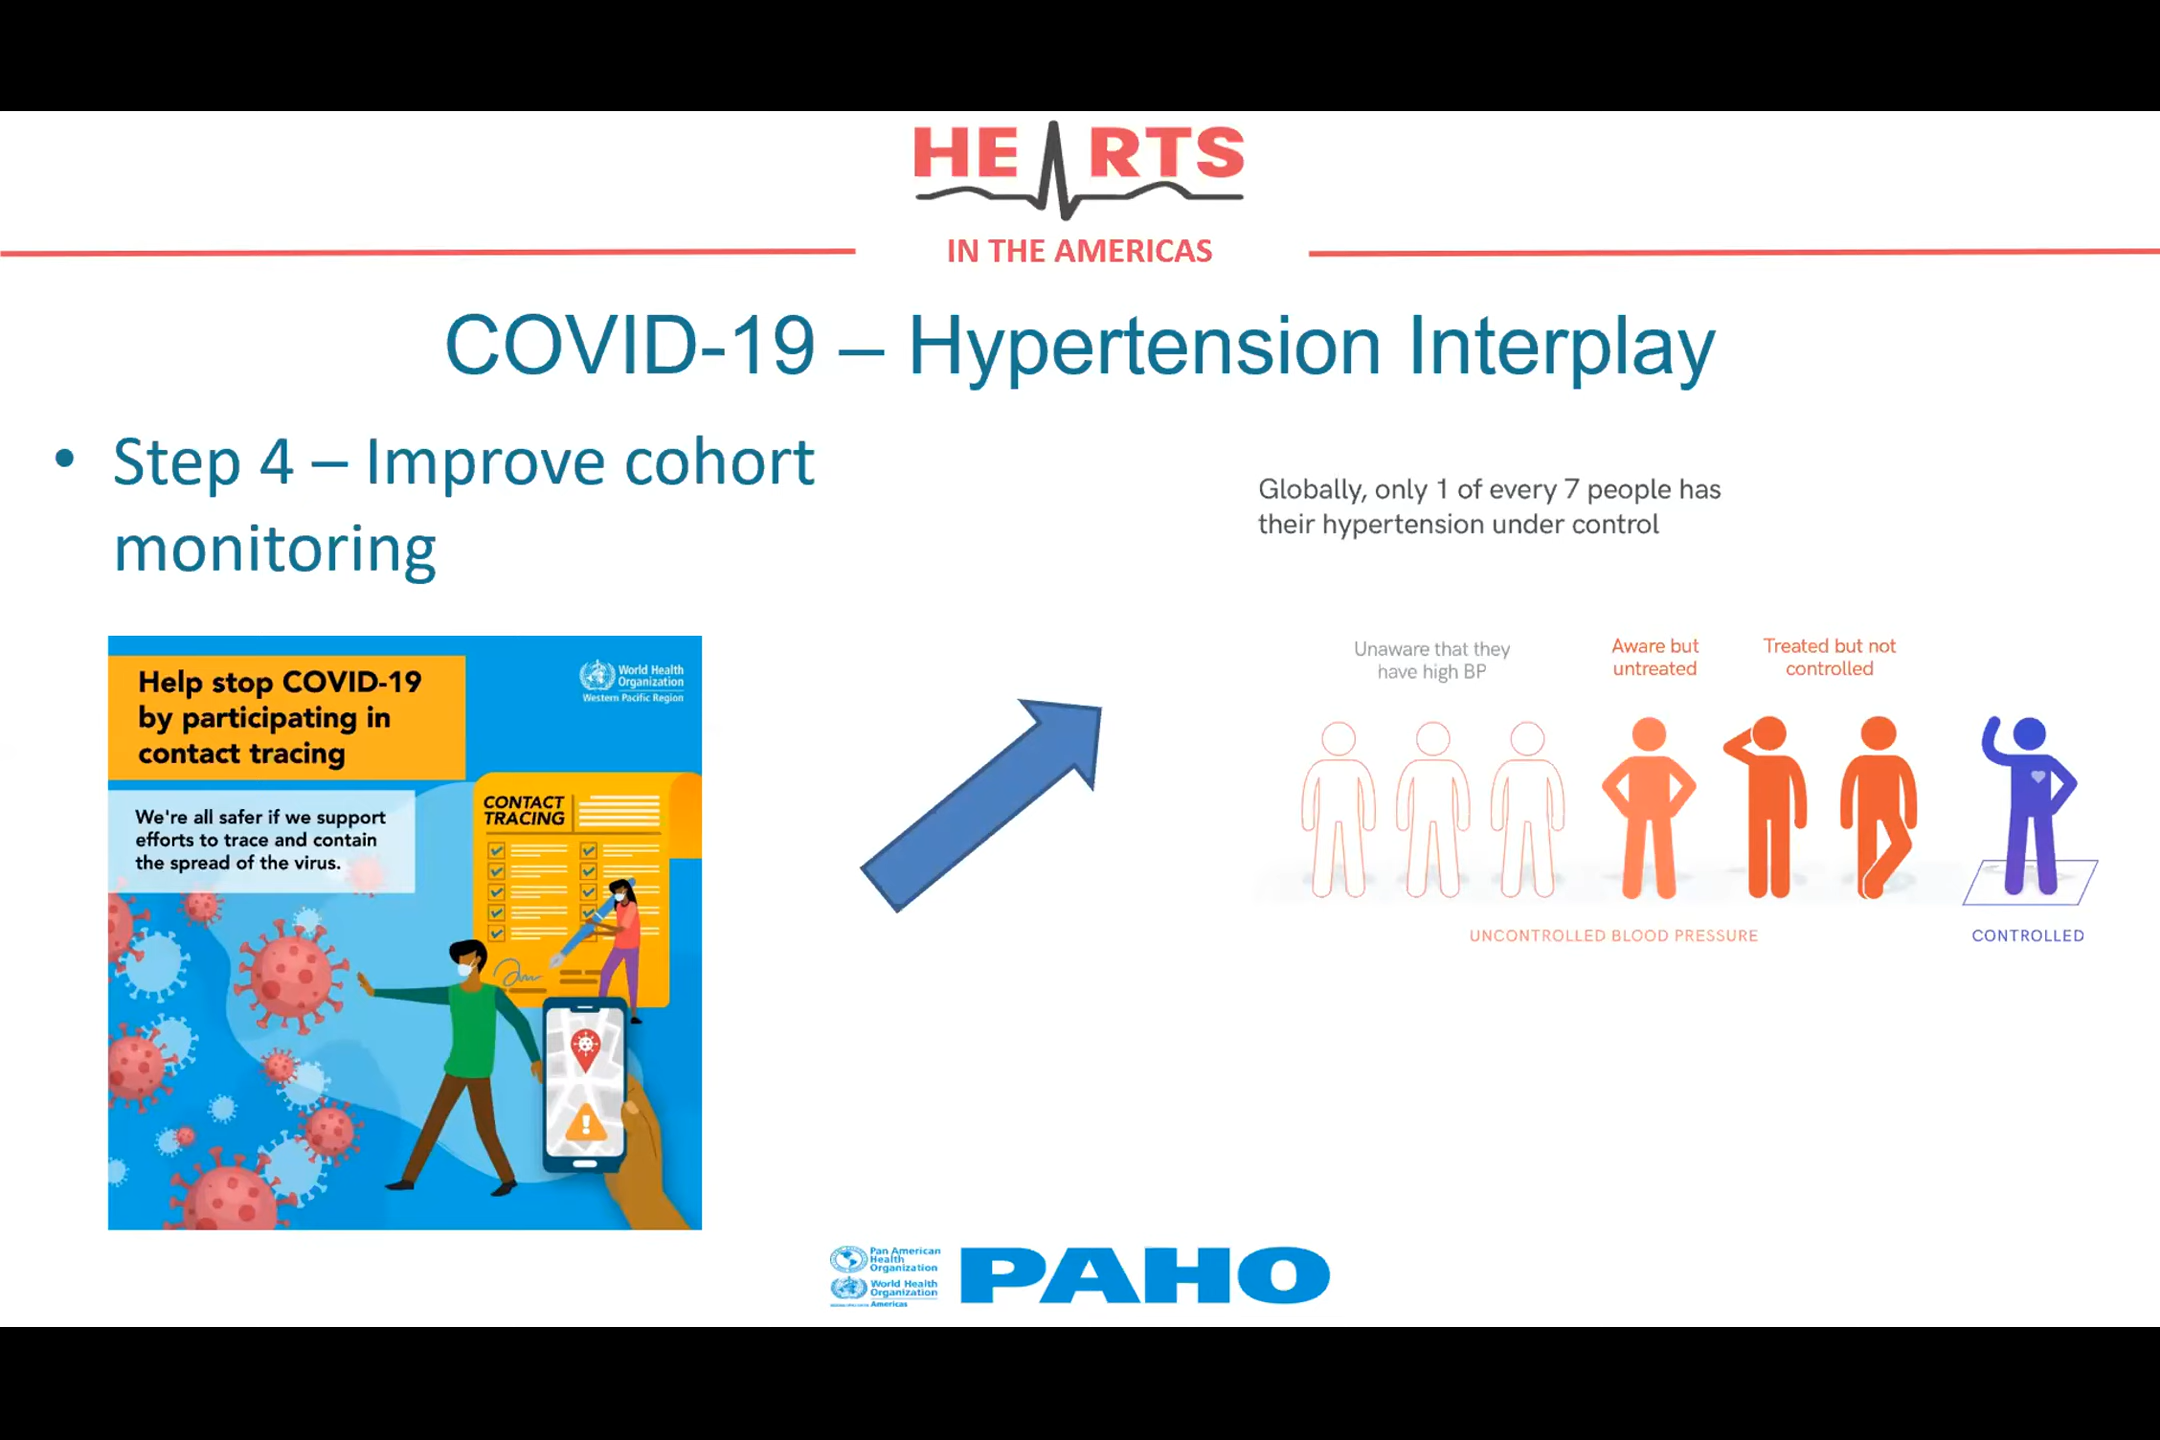 HEARTS
IN THE AMERICAS
COVID-19 – Hypertension Interplay
• Step 4 – Improve cohort
monitoring
Help stop COVID-19
by participating in
contact tracing
World Health
Organization
Western Pacific Region
We're all safer if we support
efforts to trace and contain
the spread of the virus.
CONTACT
TRACING
Globally, only 1 of every 7 people has
their hypertension under control
Unaware that they
have high BP
Aware but
untreated
Treated but not
controlled
UNCONTROLLED BLOOD PRESSURE
CONTROLLED
Pan American
Health
Organization
World Health
Organization
Americas
PAHO